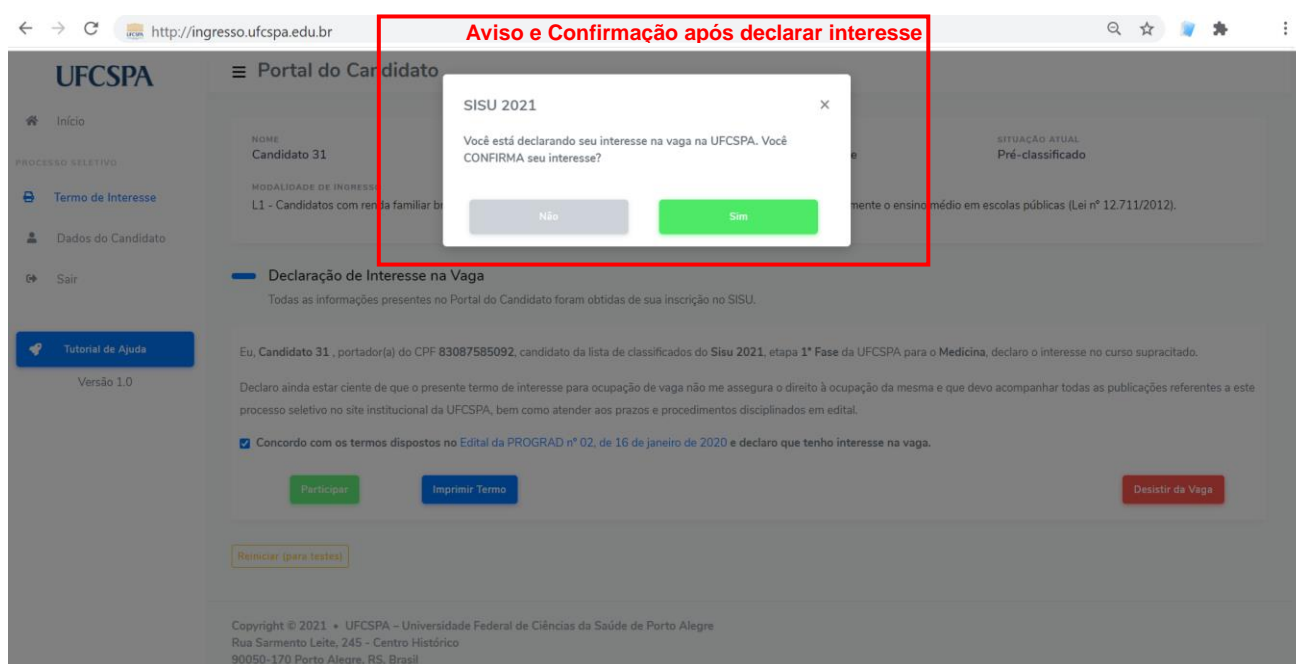 http://ingresso.ufcspa.edu.br
Aviso e Confirmação após declarar interesse
UFCSPA
Portal do Candidato
SISU 2021
×
Início
Você está declarando seu interesse na vaga na UFCSPA. Você
CONFIRMA seu interesse?
NOME
SITUAÇÃO ATUAL
Candidato 31
e
Pré-classificado
PROCESSO SELETIVO
MODALIDADE DE INGRESSO
Termo de Interesse
L1 - Candidatos com renda familiar br
mente o ensino médio em escolas públicas (Lei nº 12.711/2012).
Não
Sim
Dados do Candidato
Sair
Declaração de Interesse na Vaga
Todas as informações presentes no Portal do Candidato foram obtidas de sua inscrição no SISU.
Tutorial de Ajuda
Versão 1.0
Eu, Candidato 31 , portador(a) do CPF 83087585092, candidato da lista de classificados do Sisu 2021, etapa 1ª Fase da UFCSPA para o Medicina, declaro o interesse no curso supracitado.
Declaro ainda estar ciente de que o presente termo de interesse para ocupação de vaga não me assegura o direito à ocupação da mesma e que devo acompanhar todas as publicações referentes a este
processo seletivo no site institucional da UFCSPA, bem como atender aos prazos e procedimentos disciplinados em edital.
Concordo com os termos dispostos no Edital da PROGRAD nº 02, de 16 de janeiro de 2020 e declaro que tenho interesse na vaga.
Participar
Imprimir Termo
Desistir da Vaga
Reiniciar (para testes)
Copyright © 2021 • UFCSPA – Universidade Federal de Ciências da Saúde de Porto Alegre
Rua Sarmento Leite, 245 - Centro Histórico
90050-170 Porto Alegre, RS, Brasil